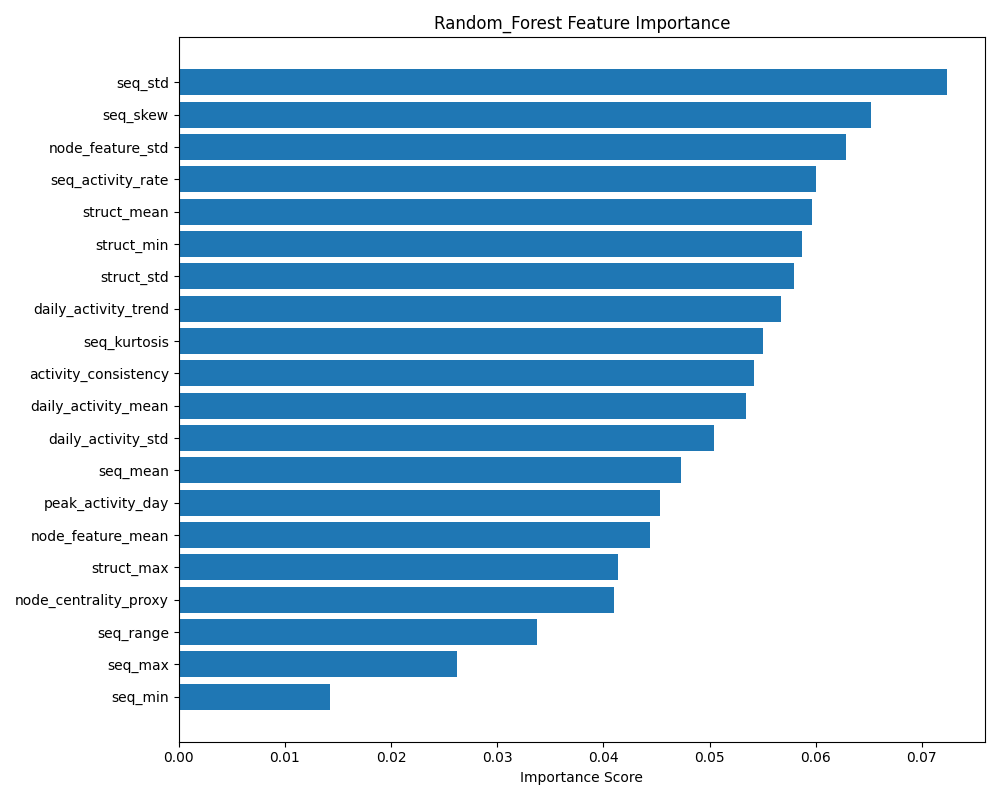 Random_Forest Feature Importance
seq_std
seq_skew
node_feature_std
seq_activity_rate
struct_mean
struct_min
struct_std
daily_activity_trend
seq_kurtosis
activity_consistency
daily_activity_mean
daily_activity_std
seq_mean
peak_activity_day
node_feature_mean
struct_max
node_centrality_proxy
seq_range
seq_max
seq_min
0.00 0.01 0.02 0.03 0.04 0.05 0.06 0.07
Importance Score